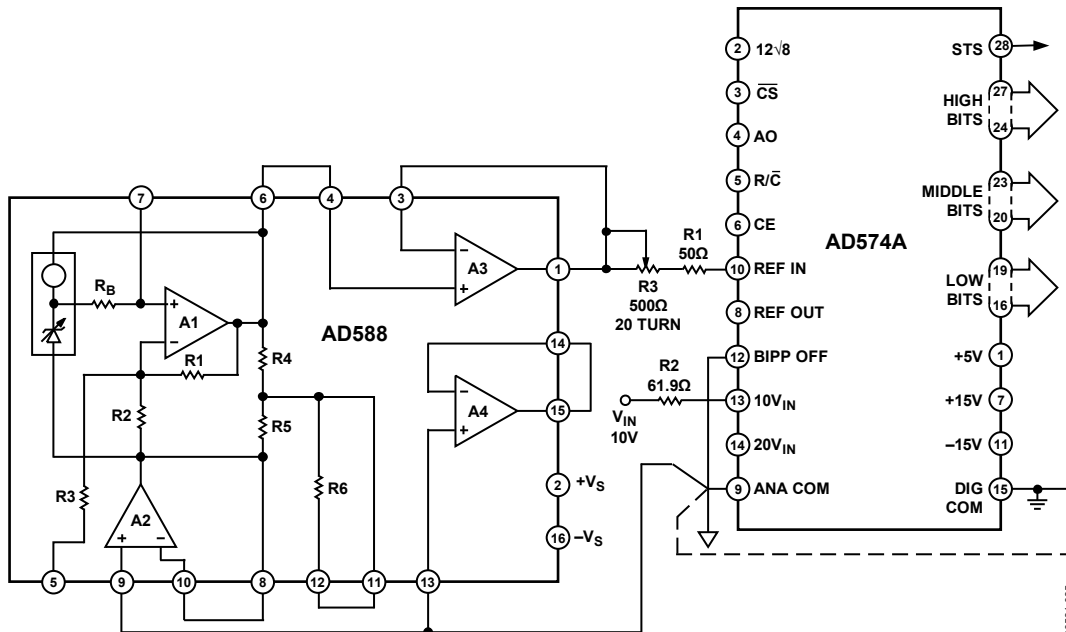 AD588
7
6
4
3
RB
A1
A3
1
R1
R4
R2
R5
R3
R6
A2
A4
14
15
2 +VS
16 –VS
5
9
10
8
12
11
13
R3
500Ω
20 TURN
R1
50Ω
R2
61.9Ω
VIN
10V
AD574A
2 12√8
3 CS
4 AO
5 R/C
6 CE
10 REF IN
8 REF OUT
12 BIPP OFF
13 10VIN
14 20VIN
9 ANA COM
STS 28
HIGH
BITS
27
24
MIDDLE
BITS
23
20
LOW
BITS
19
16
+5V 1
+15V 7
–15V 11
DIG
COM
15